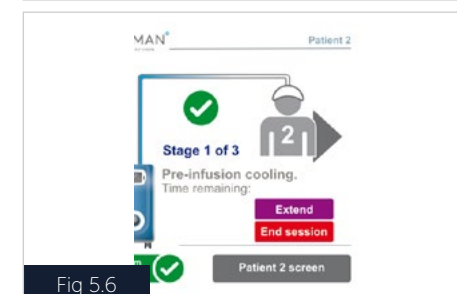 MAN
Patient 2
2
Stage 1 of 3
Pre-infusion cooling.
Time remaining:
Extend
End session
Patient 2 screen
Fig 5.6